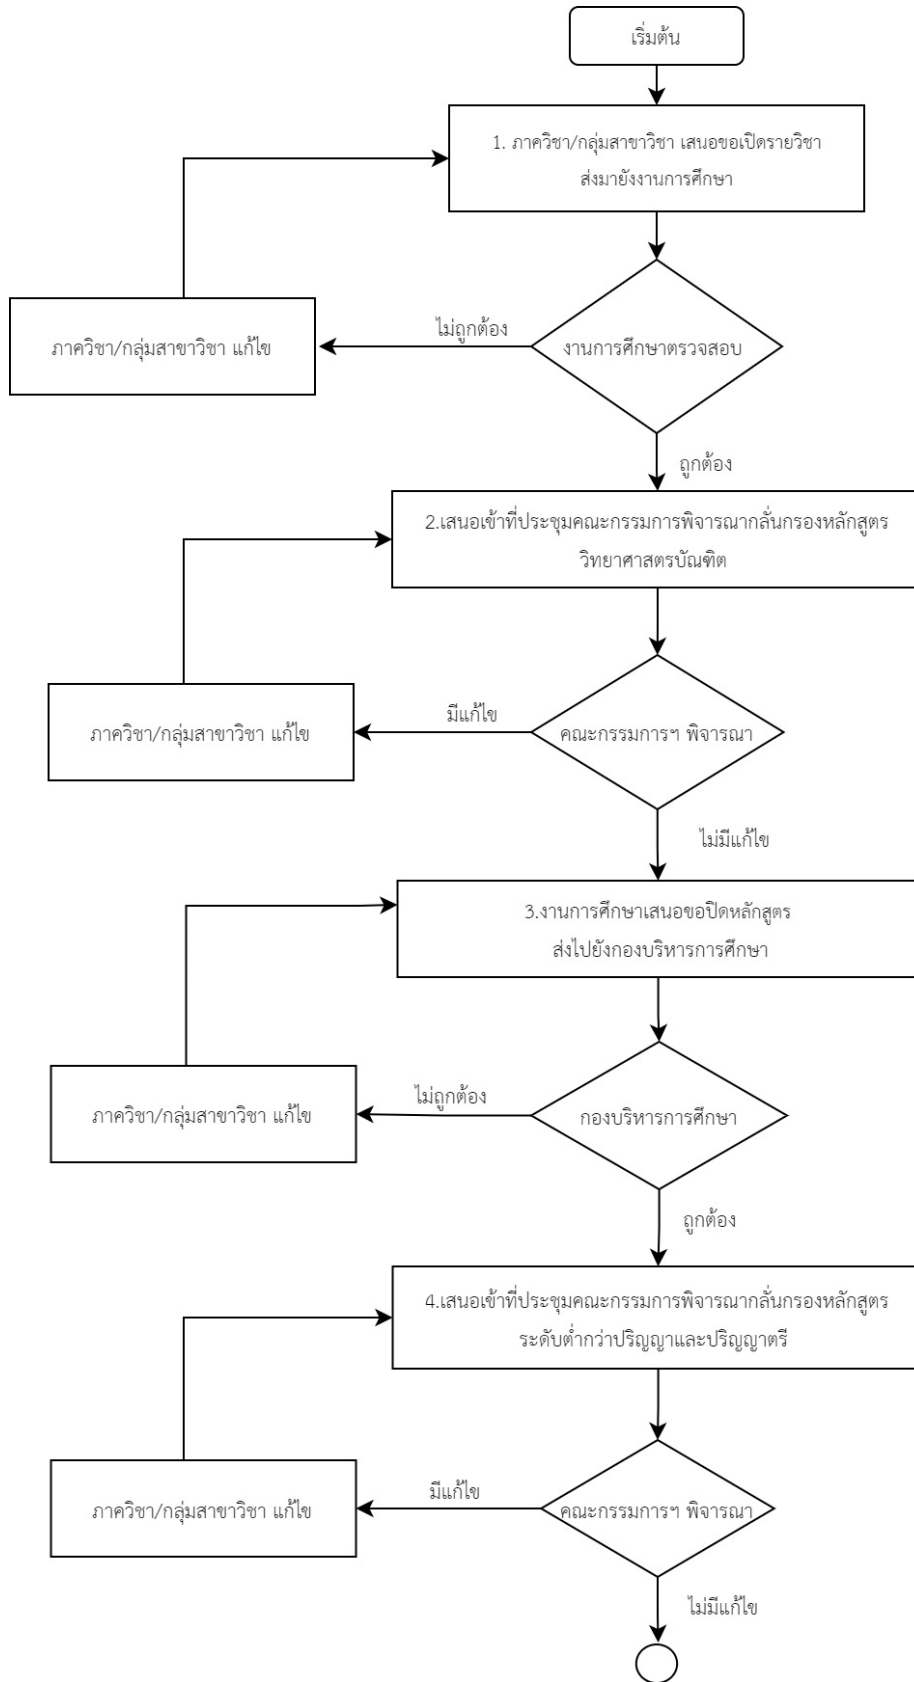 เริ่มต้น
1. ภาควิชา/กลุ่มสาขาวิชา เสนอขอเปิดรายวิชา
ส่งมายังงานการศึกษา
ไม่ถูกต้อง
ภาควิชา/กลุ่มสาขาวิชา แก้ไข
งานการศึกษาตรวจสอบ
ถูกต้อง
2.เสนอเข้าที่ประชุมคณะกรรมการพิจารณากลั่นกรองหลักสูตร
วิทยาศาสตรบัณฑิต
มีแก้ไข
ภาควิชา/กลุ่มสาขาวิชา แก้ไข
คณะกรรมการฯ พิจารณา
ไม่มีแก้ไข
3.งานการศึกษาเสนอขอปิดหลักสูตร
ส่งไปยังกองบริหารการศึกษา
ไม่ถูกต้อง
ภาควิชา/กลุ่มสาขาวิชา แก้ไข
กองบริหารการศึกษา
ถูกต้อง
4.เสนอเข้าที่ประชุมคณะกรรมการพิจารณากลั่นกรองหลักสูตร
ระดับต่ำกว่าปริญญาและปริญญาตรี
มีแก้ไข
ภาควิชา/กลุ่มสาขาวิชา แก้ไข
คณะกรรมการฯ พิจารณา
ไม่มีแก้ไข